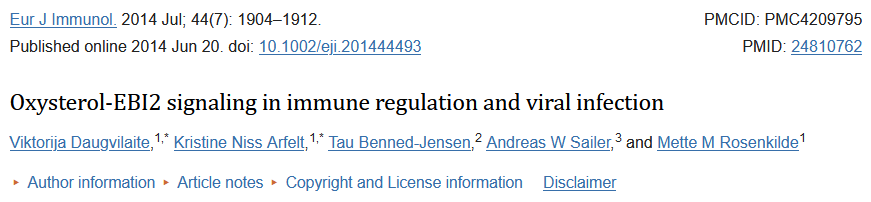 Eur J Immunol. 2014 Jul; 44(7): 1904–1912.
PMCID: PMC4209795
Published online 2014 Jun 20. doi: 10.1002/eji.201444493
PMID: 24810762
Oxysterol-EBI2 signaling in immune regulation and viral infection
Viktorija Daugvilaite,1,* Kristine Niss Arfelt,1,* Tau Benned-Jensen,2 Andreas W Sailer,3 and Mette M Rosenkilde1
▸ Author information ▸ Article notes ▸ Copyright and License information Disclaimer